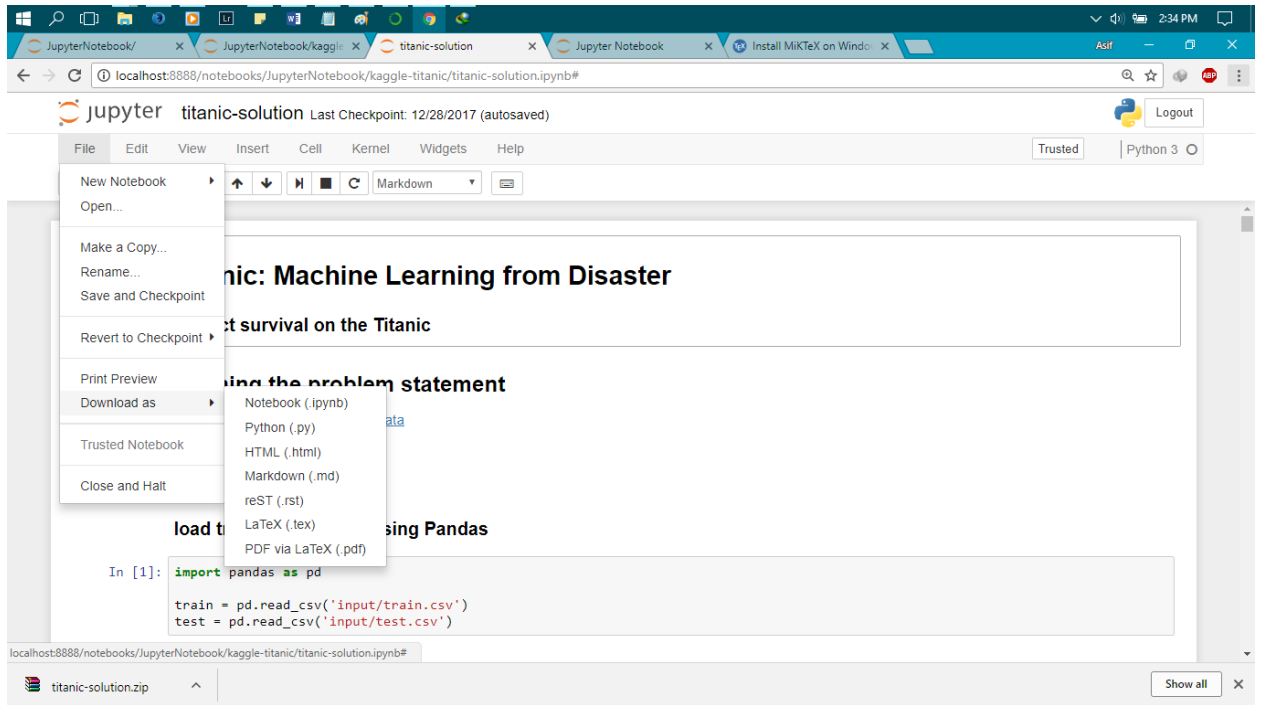 2:34 PM
JupyterNotebook/
JupyterNotebook/kaggle
titanic-solution
Jupyter Notebook
Install MiKTeX on Windo
Asif
localhost:8888/notebooks/JupyterNotebook/kaggle-titanic/titanic-solution.ipynb#
ABP
jupyter titanic-solution Last Checkpoint: 12/28/2017 (autosaved)
Logout
File Edit View Insert Cell Kernel Widgets Help
Trusted
Python 3
Markdown
New Notebook
Open...
Make a Copy...
Rename...
Save and Checkpoint
Revert to Checkpoint
Print Preview
Download as
Trusted Notebook
Close and Halt
Notebook (.ipynb)
Python (.py)
HTML (.html)
Markdown (.md)
reST (.rst)
LaTeX (.tex)
PDF via LaTeX (.pdf)
nic: Machine Learning from Disaster
ct survival on the Titanic
ing the problem statement
ata
load t sing Pandas
In [1]: import pandas as pd
train = pd.read_csv('input/train.csv')
test = pd.read_csv('input/test.csv')
localhost:8888/notebooks/JupyterNotebook/kaggle-titanic/titanic-solution.ipynb#
titanic-solution.zip
Show all